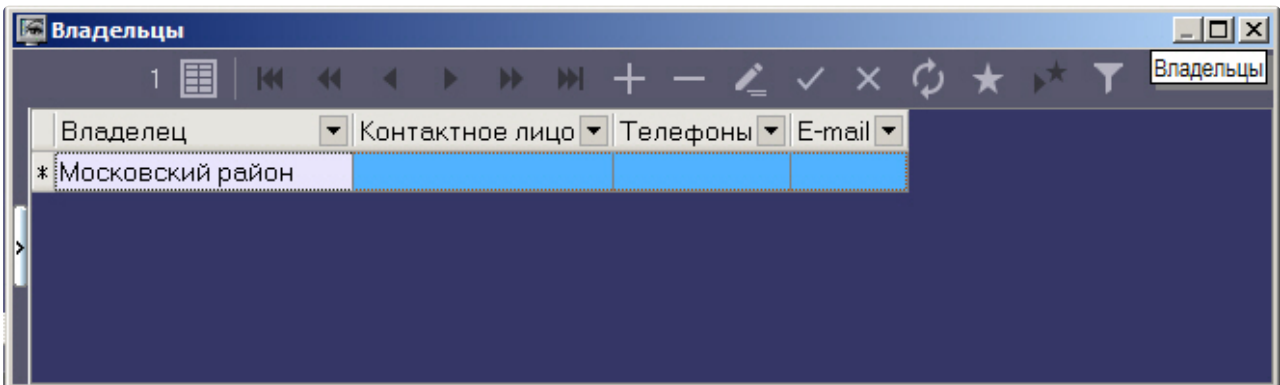 Владельцы
1
Владельцы
Владелец Контактное лицо Телефоны E-mail
* Московский район